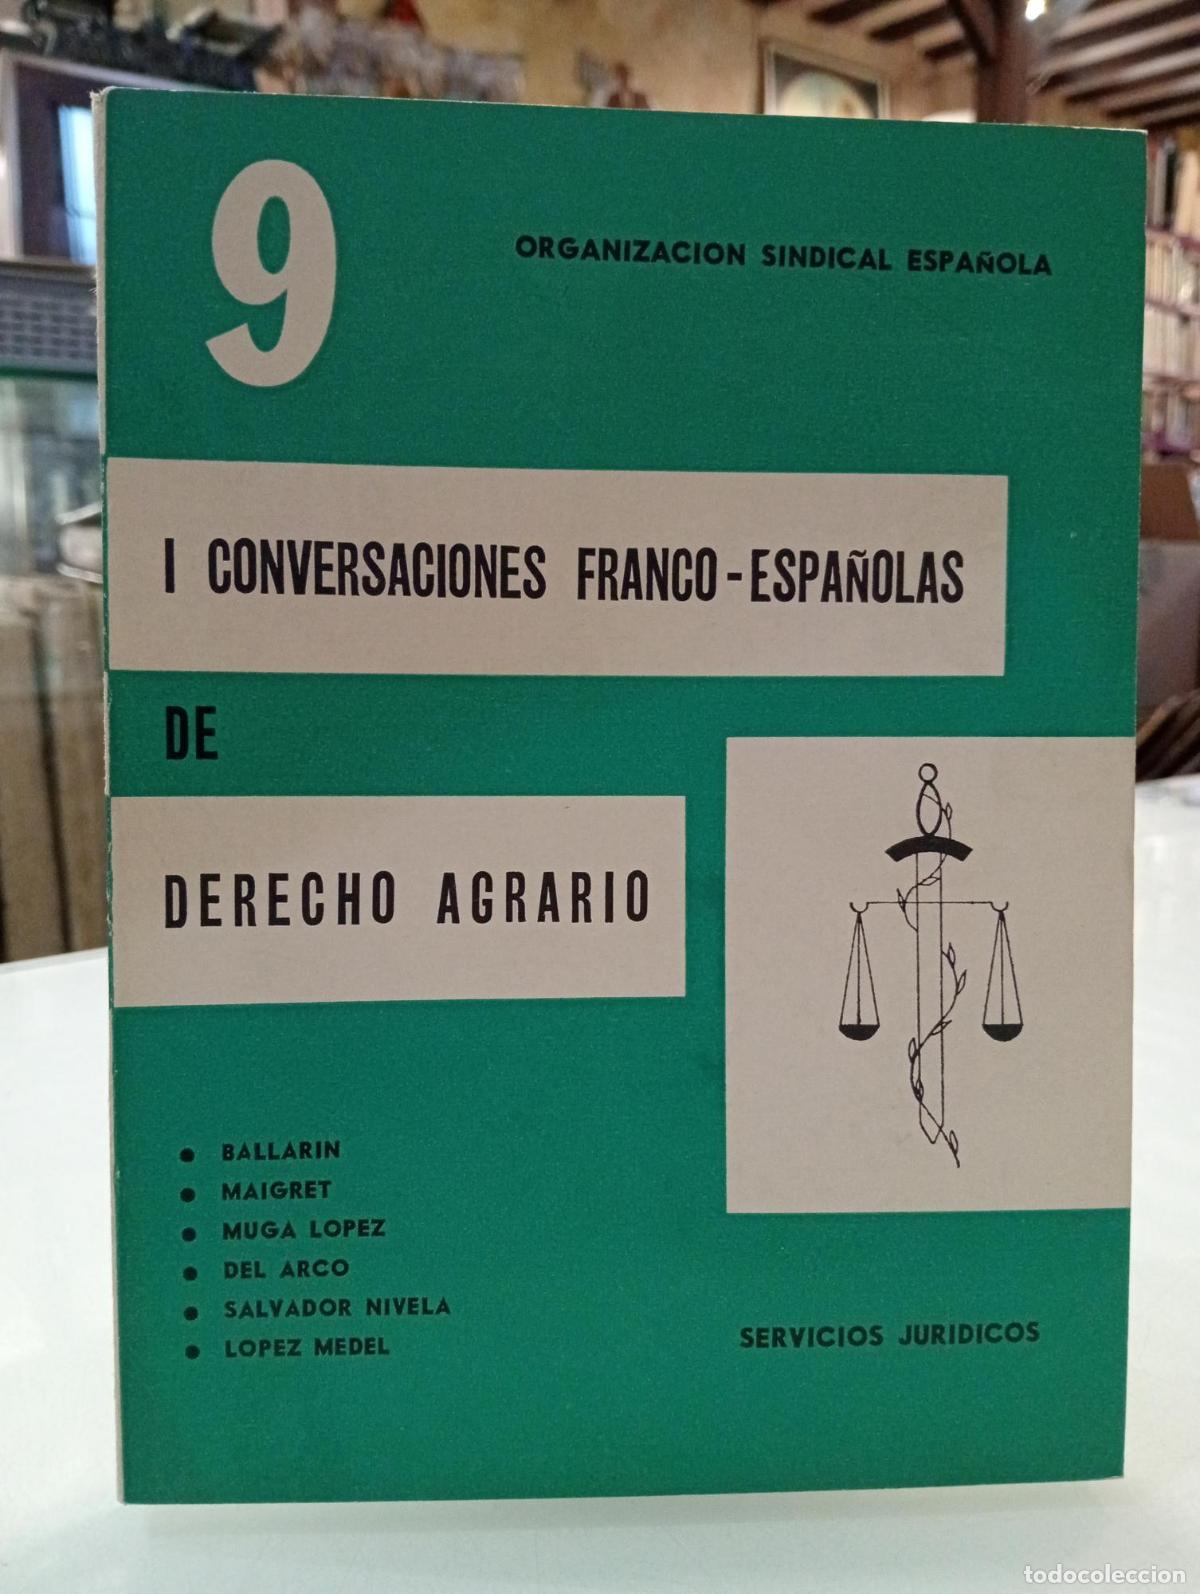 9
ORGANIZACION SINDICAL ESPAÑOLA
I CONVERSACIONES FRANCO-ESPAÑOLAS
DE
DERECHO AGRARIO
• BALLARIN
• MAIGRET
• MUGA LOPEZ
• DEL ARCO
• SALVADOR NIVELA
• LOPEZ MEDEL
SERVICIOS JURIDICOS
todocoleccion